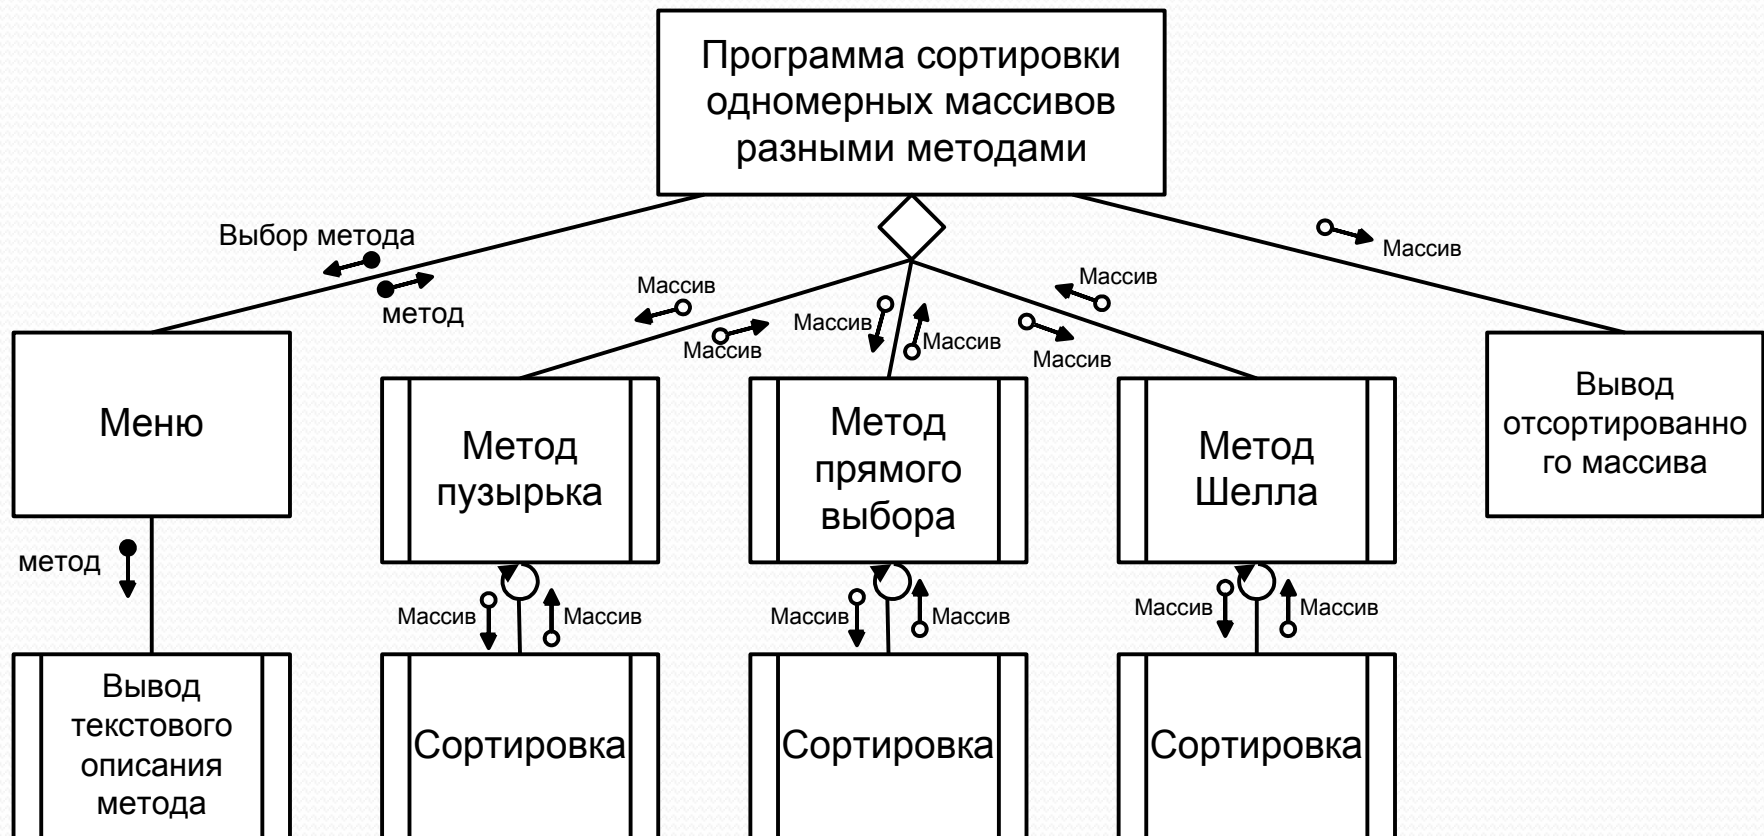 Программа сортировки
одномерных массивов
разными методами
Выбор метода
метод
Массив
Массив
Массив
Массив
Массив
Массив
Массив
Меню
Метод
пузырька
Метод
прямого
выбора
Метод
Шелла
Вывод
отсортированно
го массива
метод
Массив
Массив
Массив
Массив
Массив
Массив
Вывод
текстового
описания
метода
Сортировка
Сортировка
Сортировка